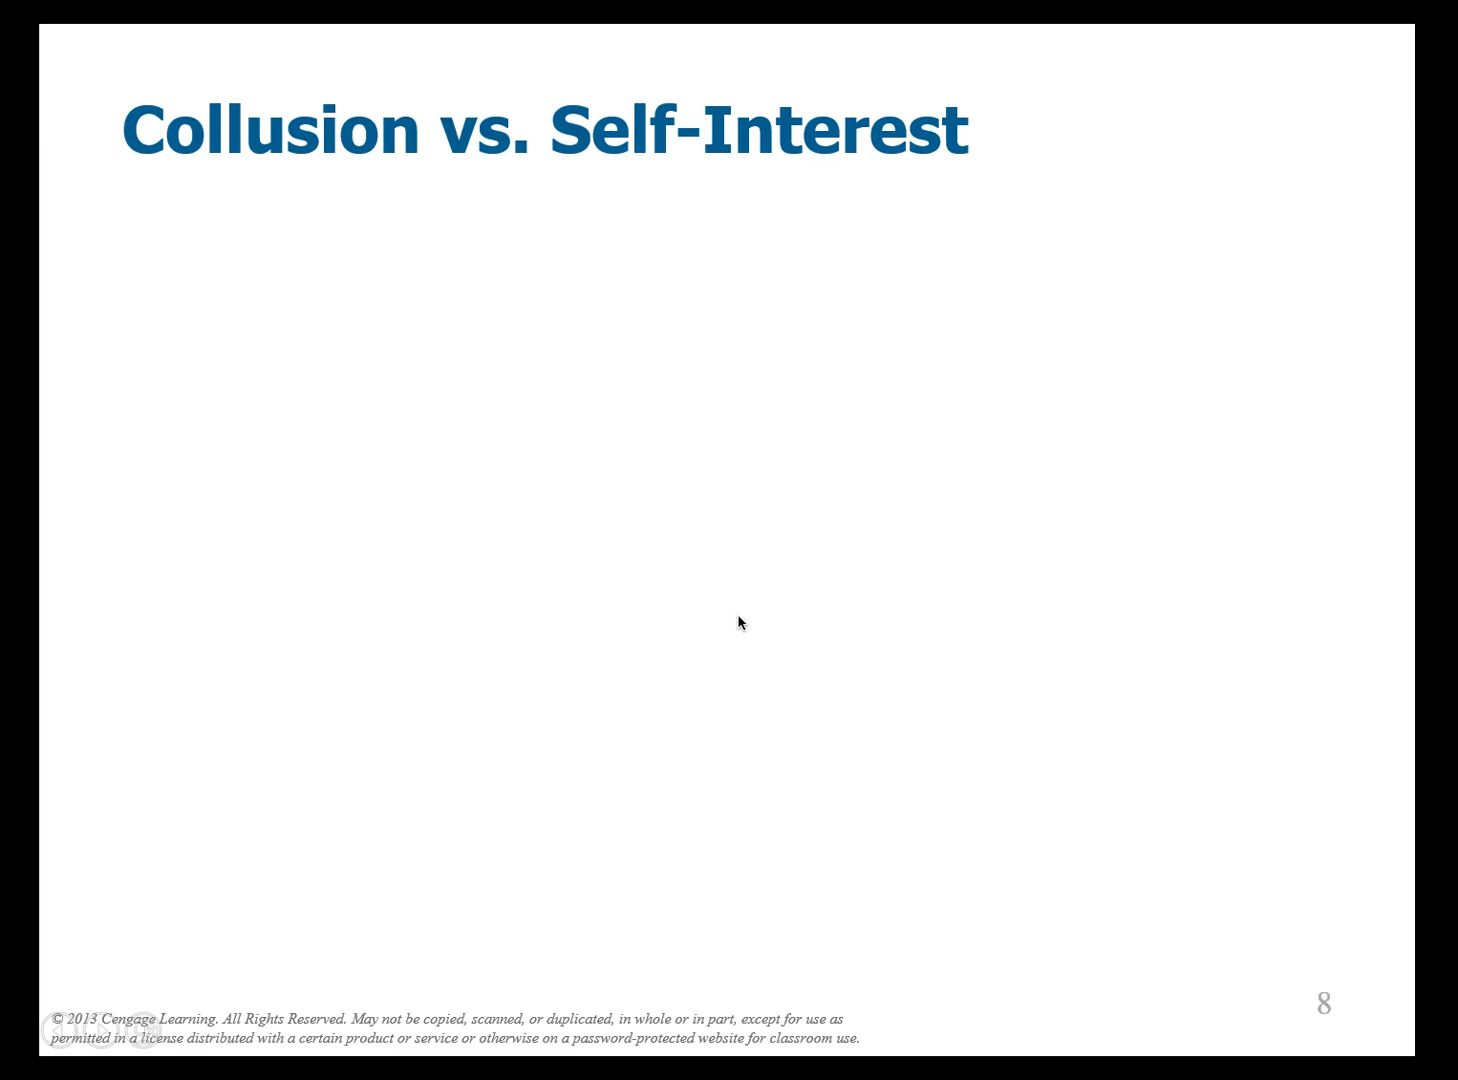 Collusion vs. Self-Interest
8
© 2013 Cengage Learning. All Rights Reserved. May not be copied, scanned, or duplicated, in whole or in part, except for use as
permitted in a license distributed with a certain product or service or otherwise on a password-protected website for classroom use.